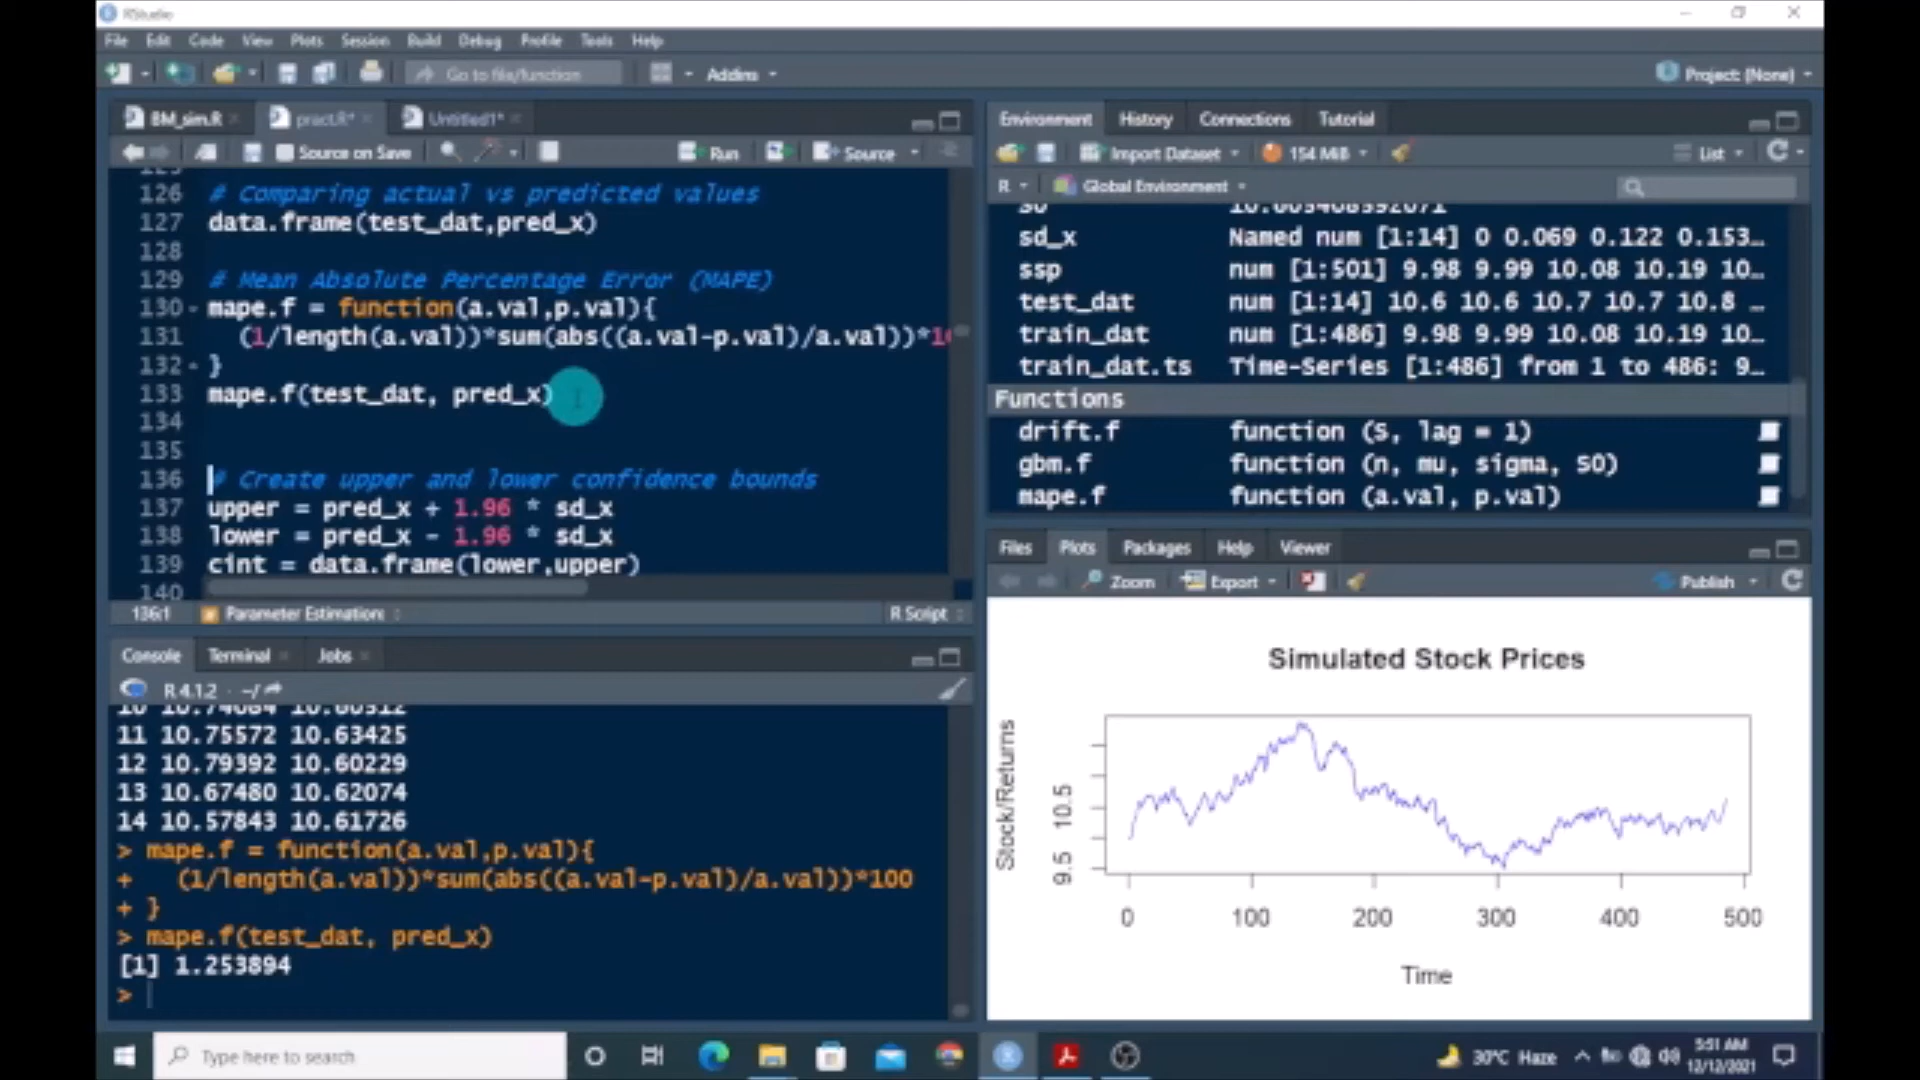 RStudio
File Edit Code View Plots Session Build Debug Profile Tools Help
Go to file/function Addins Project: (None)
BM_sim.R pract.R* Untitled1*
Source on Save Run Source
126 # Comparing actual vs predicted values
127 data.frame(test_dat,pred_x)
128
129 # Mean Absolute Percentage Error (MAPE)
130 mape.f = function(a.val,p.val){
131 (1/length(a.val))*sum(abs((a.val-p.val)/a.val))*1
132 }
133 mape.f(test_dat, pred_x)
134
135
136 # Create upper and lower confidence bounds
137 upper = pred_x + 1.96 * sd_x
138 lower = pred_x - 1.96 * sd_x
139 cint = data.frame(lower,upper)
140
136:1 Parameter Estimation R Script
Console Terminal Jobs
R 4.1.2 · ~/
10 10.74084 10.60312
11 10.75572 10.63425
12 10.79392 10.60229
13 10.67480 10.62074
14 10.57843 10.61726
> mape.f = function(a.val,p.val){
+ (1/length(a.val))*sum(abs((a.val-p.val)/a.val))*100
+ }
> mape.f(test_dat, pred_x)
[1] 1.253894
>
Environment History Connections Tutorial
Import Dataset 154 MiB List
R Global Environment
sd_x Named num [1:14] 0 0.069 0.122 0.153…
ssp num [1:501] 9.98 9.99 10.08 10.19 10…
test_dat num [1:14] 10.6 10.6 10.7 10.7 10.8
train_dat num [1:486] 9.98 9.99 10.08 10.19 10…
train_dat.ts Time-Series [1:486] from 1 to 486: 9…
Functions
drift.f function (S, lag = 1)
gbm.f function (n, mu, sigma, S0)
mape.f function (a.val, p.val)
Files Plots Packages Help Viewer
Zoom Export Publish
Simulated Stock Prices
Stock/Returns
10.5
9.5
0 100 200 300 400 500
Time
Type here to search
30°C Haze
5:51 AM
12/12/2021